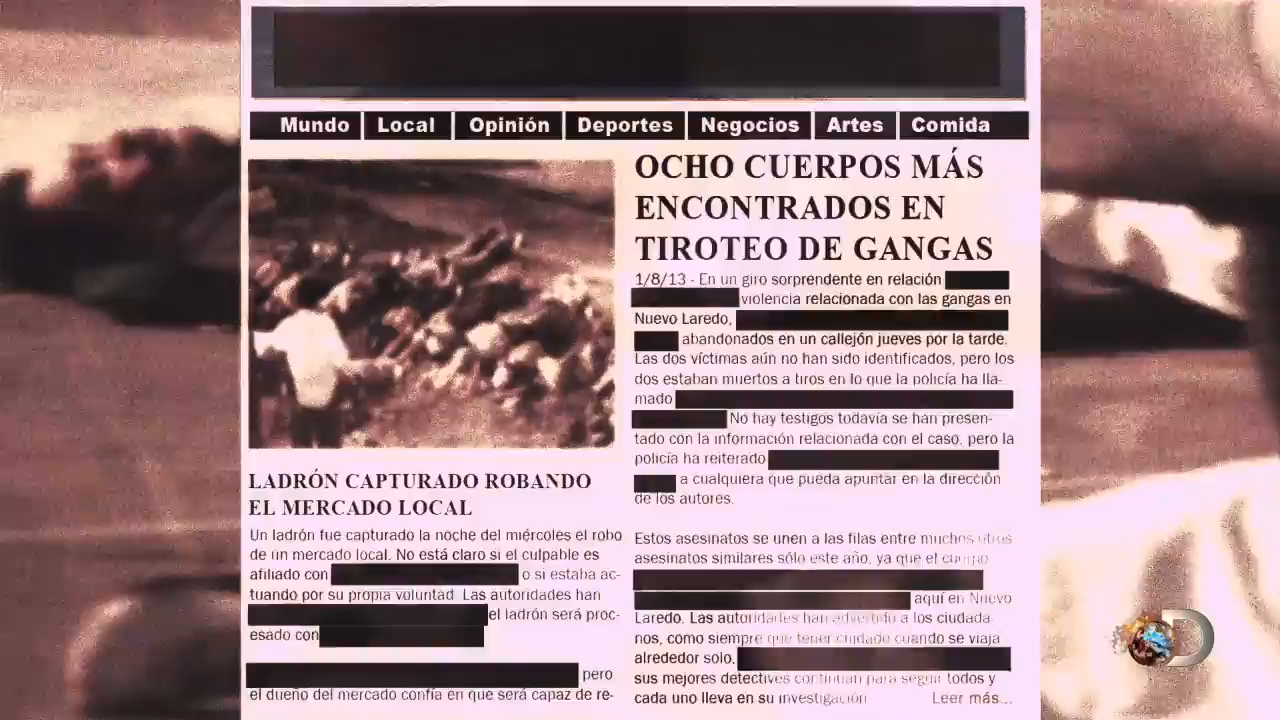 Mundo Local Opinión Deportes Negocios Artes Comida
OCHO CUERPOS MÁS
ENCONTRADOS EN
TIROTEO DE GANGAS
1/8/13 - En un giro sorprendente en relación
violencia relacionada con las gangas en
Nuevo Laredo,
abandonados en un callejón jueves por la tarde.
Las dos víctimas aún no han sido identificados, pero los
dos estaban muertos a tiros en lo que la policía ha lla-
mado
No hay testigos todavía se han presen-
tado con la información relacionada con el caso, pero la
policía ha reiterado
a cualquiera que pueda apuntar en la dirección
de los autores.
Estos asesinatos se unen a las filas entre muchos otros
asesinatos similares sólo este año, ya que el cuerpo
aquí en Nuevo
Laredo. Las autoridades han advertido a los ciudada-
nos, como siempre que tener cuidado cuando se viaja
alrededor solo.
sus mejores detectives continúan para seguir todos y
cada uno lleva en su investigación
Leer más...
LADRÓN CAPTURADO ROBANDO
EL MERCADO LOCAL
Un ladrón fue capturado la noche del miércoles el robo
de un mercado local. No está claro si el culpable es
afiliado con o si estaba ac-
tuando por su propia voluntad. Las autoridades han
el ladrón será proc-
esado con
pero
el dueño del mercado confía en que será capaz de re-